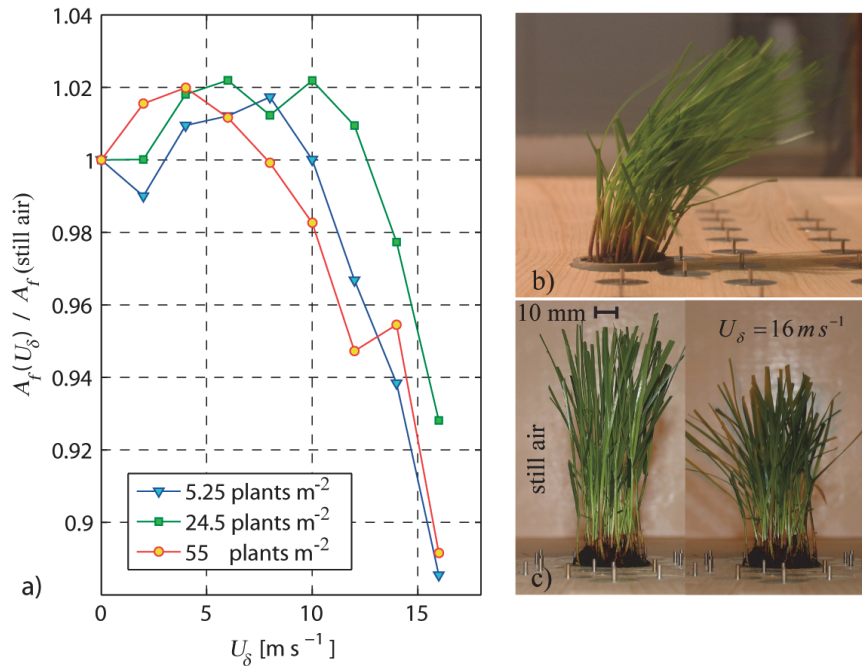 1.04
1.02
1
0.98
0.96
0.94
0.92
0.9
A_f(U_δ) / A_f (still air)
5.25 plants m⁻²
24.5 plants m⁻²
55 plants m⁻²
a)
0 5 10 15
U_δ [m s⁻¹]
b)
10 mm
U_δ = 16 m s⁻¹
still air
c)